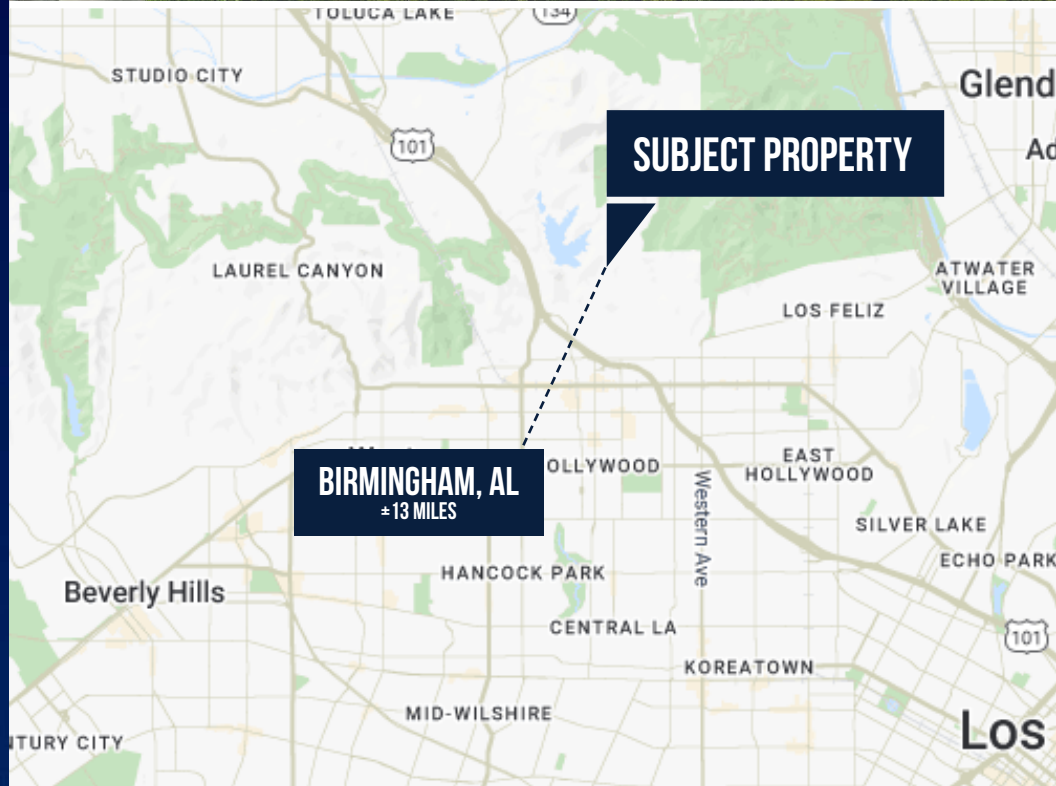 TOLUCA LAKE
134
STUDIO CITY
Glend
101
SUBJECT PROPERTY
Ad
LAUREL CANYON
ATWATER
VILLAGE
LOS FELIZ
OLLYWOOD
EAST
HOLLYWOOD
BIRMINGHAM, AL
±13 MILES
Western Ave
SILVER LAKE
ECHO PARK
HANCOCK PARK
Beverly Hills
CENTRAL LA
101
KOREATOWN
MID-WILSHIRE
Los
NTURY CITY